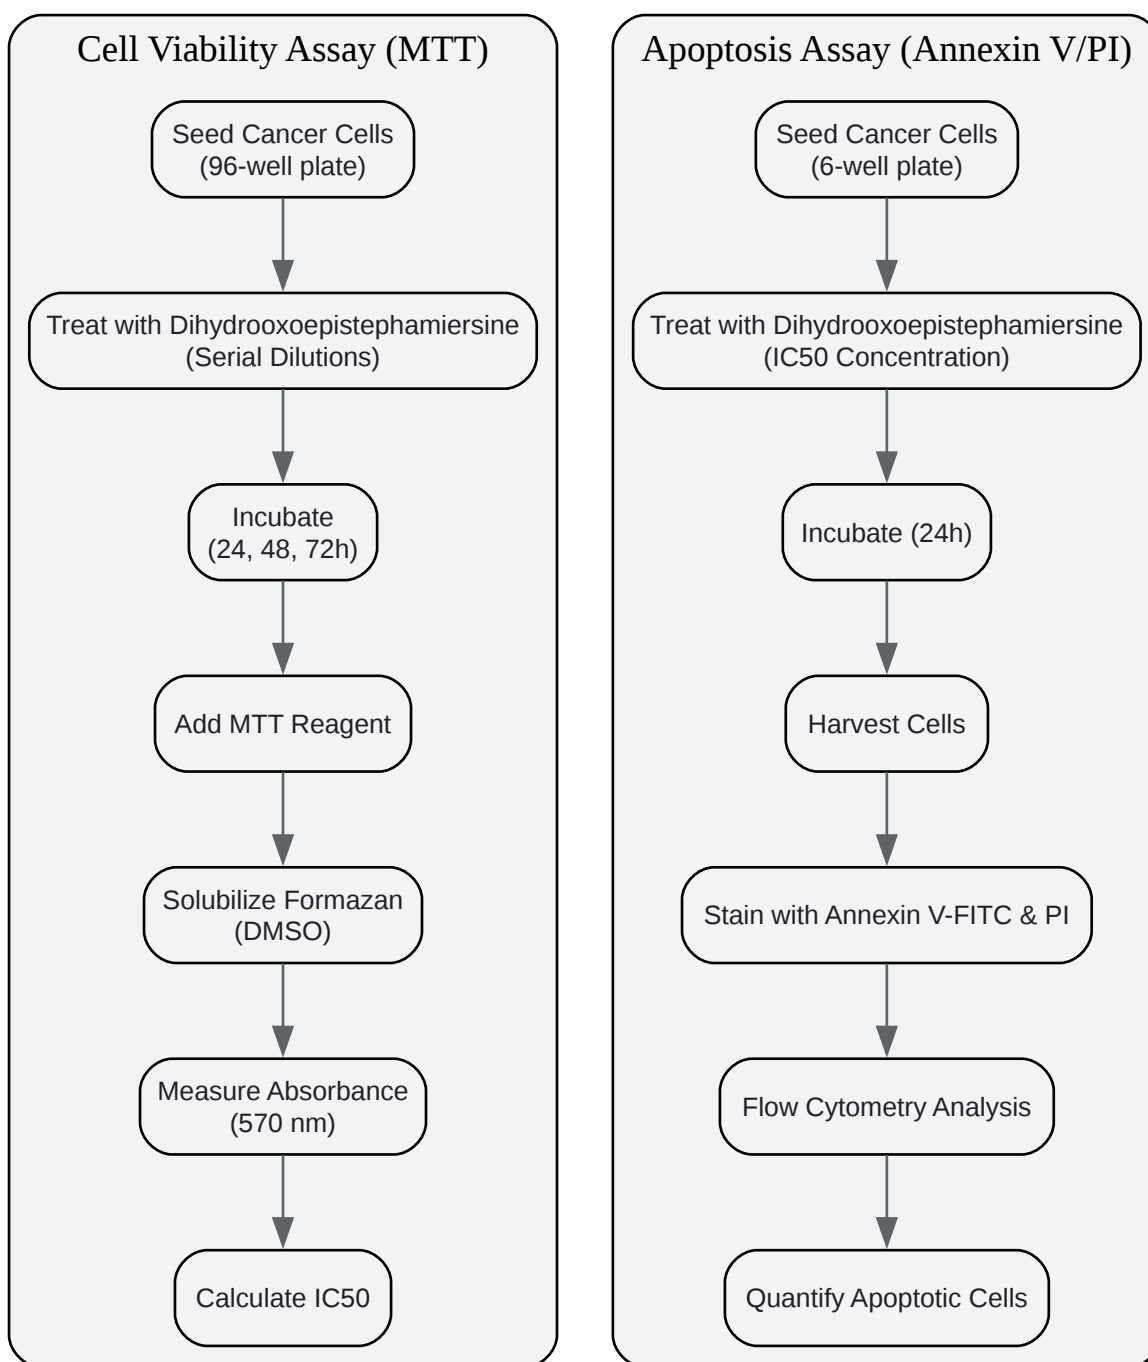 Cell Viability Assay (MTT)
Seed Cancer Cells
(96-well plate)
Treat with Dihydrooxoepistephamiersine
(Serial Dilutions)
Incubate
(24, 48, 72h)
Add MTT Reagent
Solubilize Formazan
(DMSO)
Measure Absorbance
(570 nm)
Calculate IC50
Apoptosis Assay (Annexin V/PI)
Seed Cancer Cells
(6-well plate)
Treat with Dihydrooxoepistephamiersine
(IC50 Concentration)
Incubate (24h)
Harvest Cells
Stain with Annexin V-FITC & PI
Flow Cytometry Analysis
Quantify Apoptotic Cells